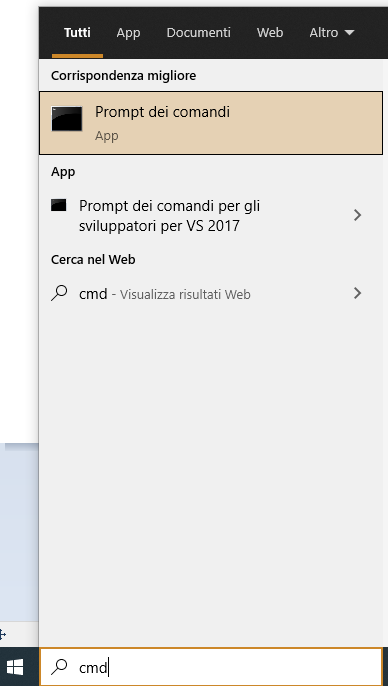 Tutti App Documenti Web Altro
Corrispondenza migliore
Prompt dei comandi
App
App
Prompt dei comandi per gli
sviluppatori per VS 2017
Cerca nel Web
cmd - Visualizza risultati Web
cmd